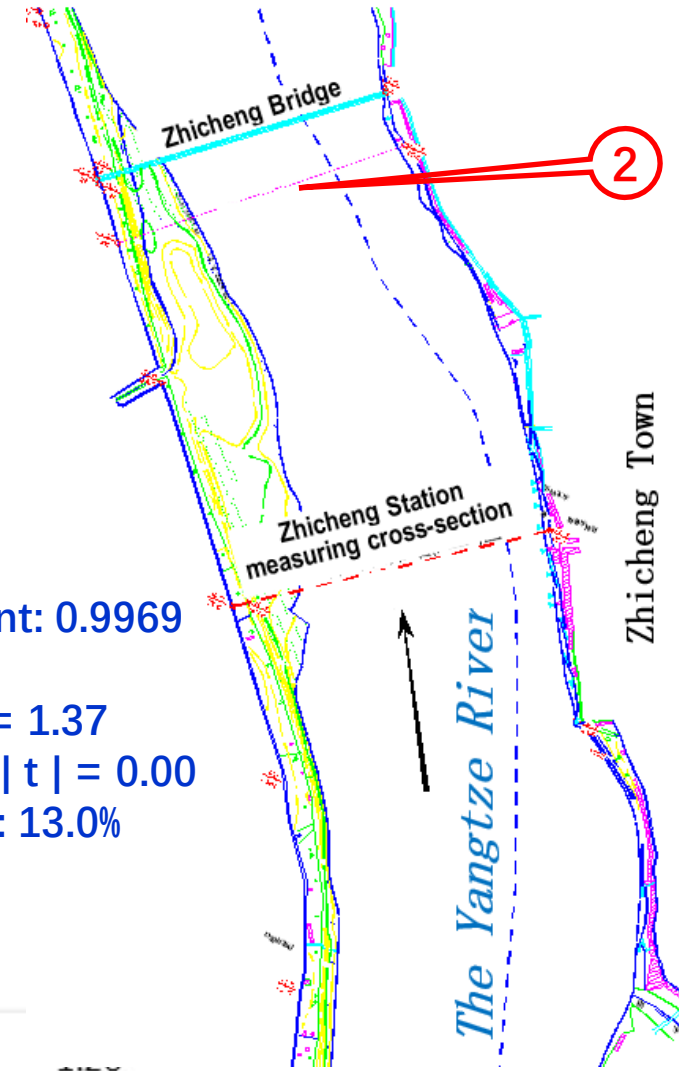 Zhicheng Bridge
2
Zhicheng Town
Zhicheng Station
measuring cross-section
nt: 0.9969
= 1.37
| t | = 0.00
: 13.0%
The Yangtze River